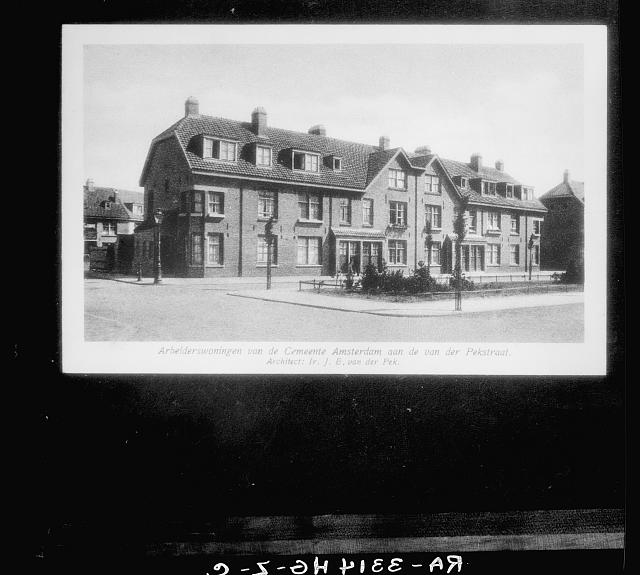 Arbeiderswoningen van de Gemeente Amsterdam aan de van der Pekstraat.
Architect: Ir. J. E. van der Pek.
RA-3314HG-Z-C.